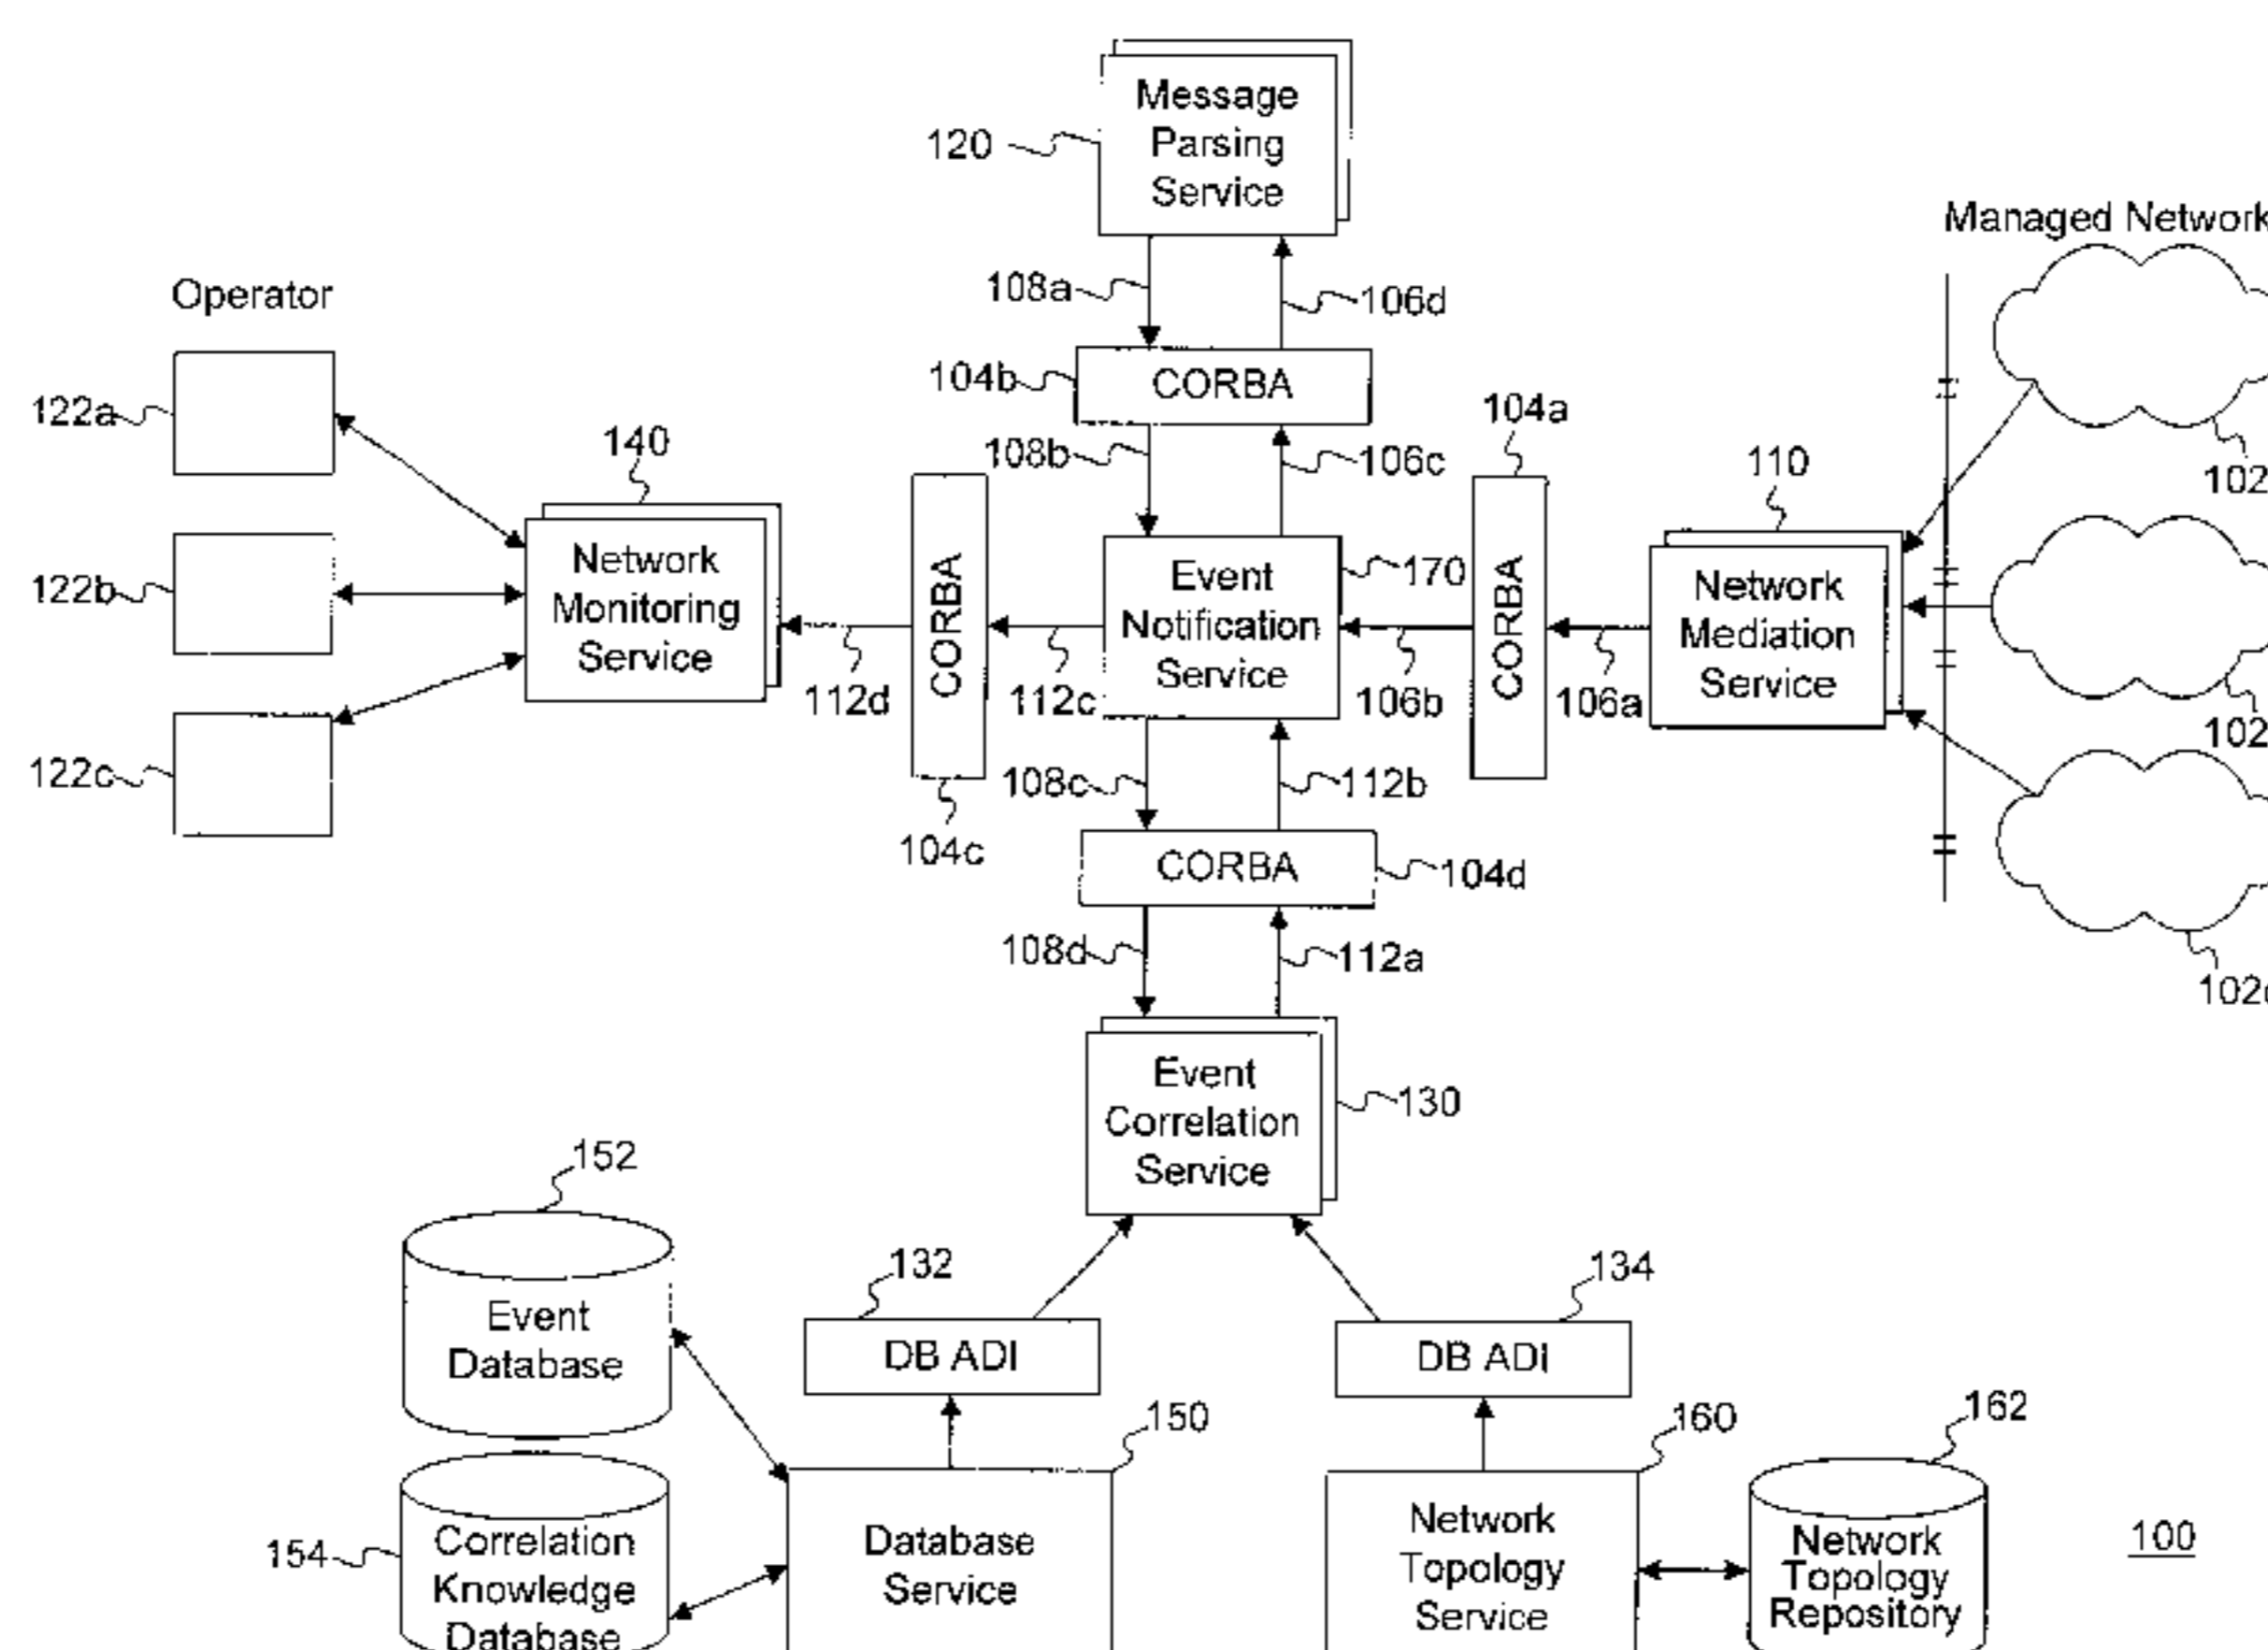 Message
Parsing
Service
120
Managed Network
108a
106d
Operator
104b
CORBA
104a
122a
140
108b
106c
110
102
Network
Monitoring
Service
CORBA
Event
Notification
Service
170
CORBA
Network
Mediation
Service
122b
112d
112c
106b
106a
102
122c
108c
112b
104c
CORBA
104d
108d
112a
102
Event
Correlation
Service
130
152
132
134
Event
Database
DB ADI
DB ADI
150
160
162
154
Correlation
Knowledge
Database
Database
Service
Network
Topology
Service
Network
Topology
Repository
100